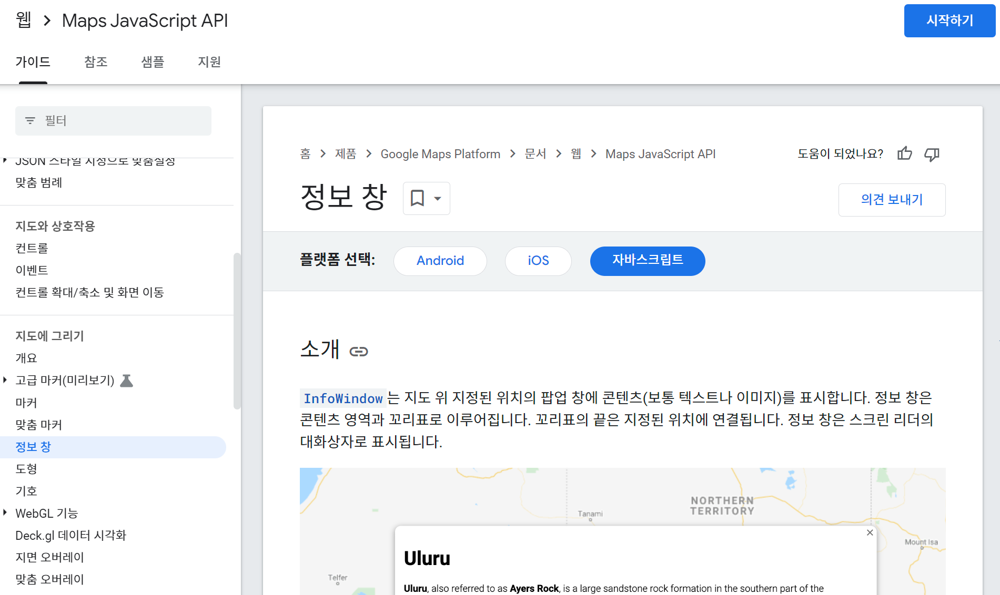 웹 > Maps JavaScript API
시작하기
가이드 참조 샘플 지원
필터
JSON 스타일 지정으로 맞춤설정
맞춤 범례
지도와 상호작용
컨트롤
이벤트
컨트롤 확대/축소 및 화면 이동
지도에 그리기
개요
고급 마커(미리보기)
마커
맞춤 마커
정보 창
도형
기호
WebGL 기능
Deck.gl 데이터 시각화
지면 오버레이
맞춤 오버레이
홈 > 제품 > Google Maps Platform > 문서 > 웹 > Maps JavaScript API
도움이 되었나요?
정보 창
의견 보내기
플랫폼 선택: Android iOS 자바스크립트
소개
InfoWindow는 지도 위 지정된 위치의 팝업 창에 콘텐츠(보통 텍스트나 이미지)를 표시합니다. 정보 창은
콘텐츠 영역과 꼬리표로 이루어집니다. 꼬리표의 끝은 지정된 위치에 연결됩니다. 정보 창은 스크린 리더의
대화상자로 표시됩니다.
NORTHERN
TERRITORY
Tanami
Mount Isa
Telfer
Uluru
Uluru, also referred to as Ayers Rock, is a large sandstone rock formation in the southern part of the